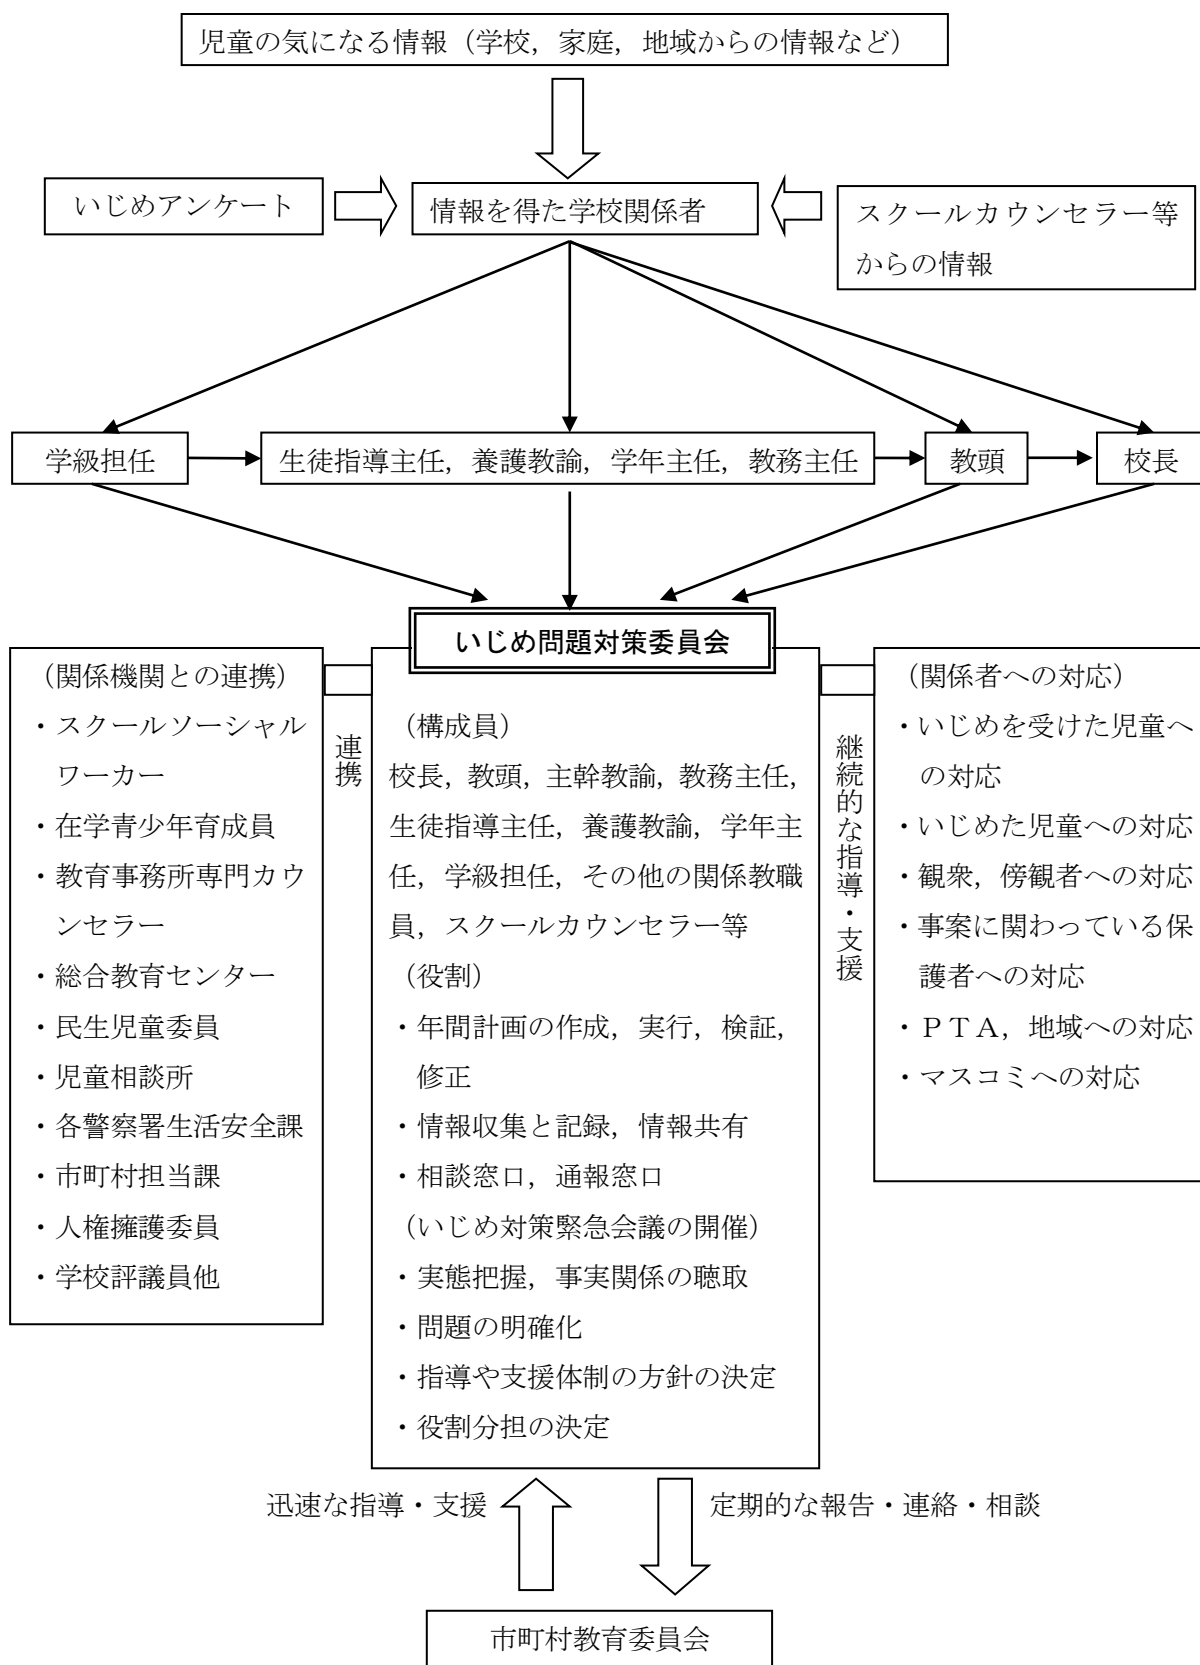 児童の気になる情報（学校，家庭，地域からの情報など）
いじめアンケート
情報を得た学校関係者
スクールカウンセラー等
からの情報
学級担任
生徒指導主任，養護教諭，学年主任，教務主任
教頭
校長
いじめ問題対策委員会
（関係機関との連携）
・スクールソーシャル
ワーカー
・在学青少年育成員
・教育事務所専門カウ
ンセラー
・総合教育センター
・民生児童委員
・児童相談所
・各警察署生活安全課
・市町村担当課
・人権擁護委員
・学校評議員他
連携
（構成員）
校長，教頭，主幹教諭，教務主任，
生徒指導主任，養護教諭，学年主
任，学級担任，その他の関係教職
員，スクールカウンセラー等
（役割）
・年間計画の作成，実行，検証，
修正
・情報収集と記録，情報共有
・相談窓口，通報窓口
（いじめ対策緊急会議の開催）
・実態把握，事実関係の聴取
・問題の明確化
・指導や支援体制の方針の決定
・役割分担の決定
継続的な指導・支援
（関係者への対応）
・いじめを受けた児童へ
の対応
・いじめた児童への対応
・観衆，傍観者への対応
・事案に関わっている保
護者への対応
・ＰＴＡ，地域への対応
・マスコミへの対応
迅速な指導・支援
定期的な報告・連絡・相談
市町村教育委員会